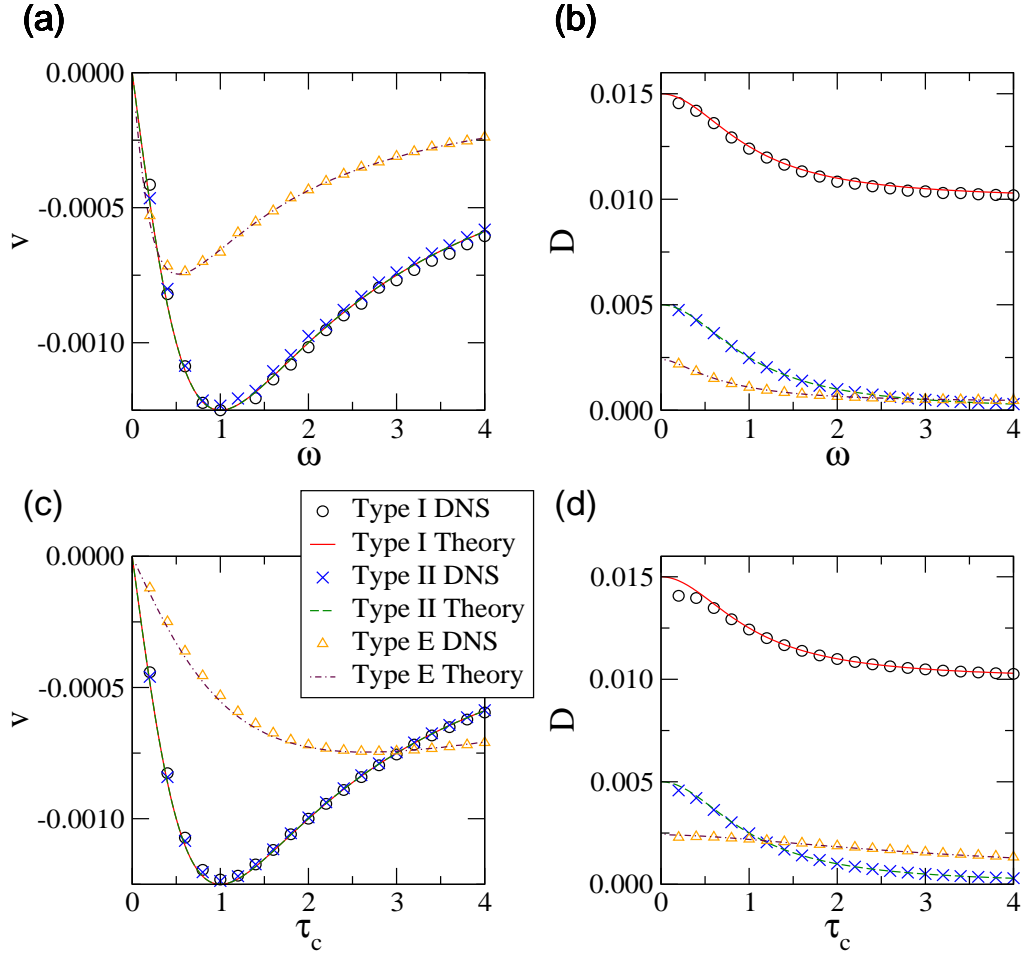 (a)
0.0000
-0.0005
-0.0010
v
0 1 2 3 4
ω
(b)
0.015
0.010
0.005
0.000
D
0 1 2 3 4
ω
(c)
0.0000
-0.0005
-0.0010
v
0 1 2 3 4
τc
Type I DNS
Type I Theory
Type II DNS
Type II Theory
Type E DNS
Type E Theory
(d)
0.015
0.010
0.005
0.000
D
0 1 2 3 4
τc